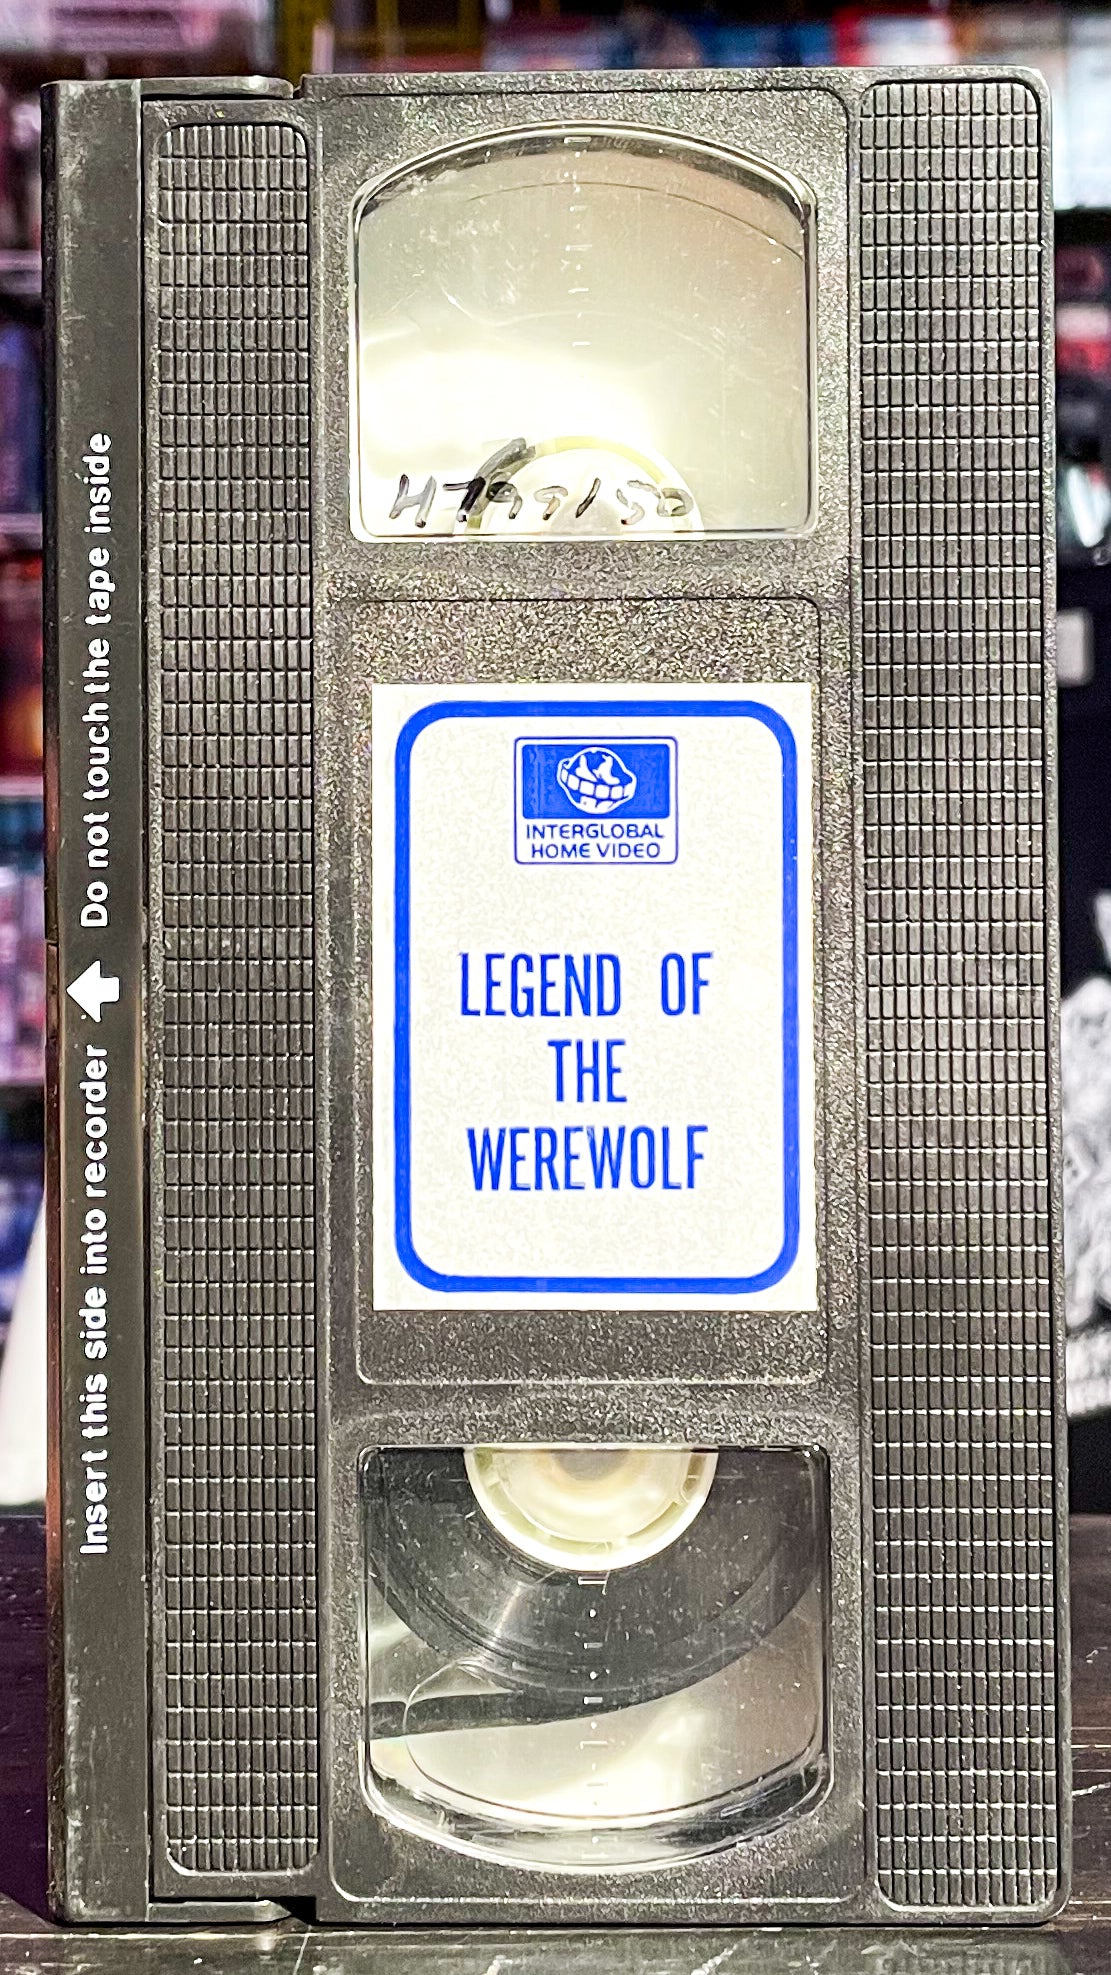 INTERGLOBAL
HOME VIDEO
LEGEND OF
THE
WEREWOLF
Insert this side into recorder
Do not touch the tape inside